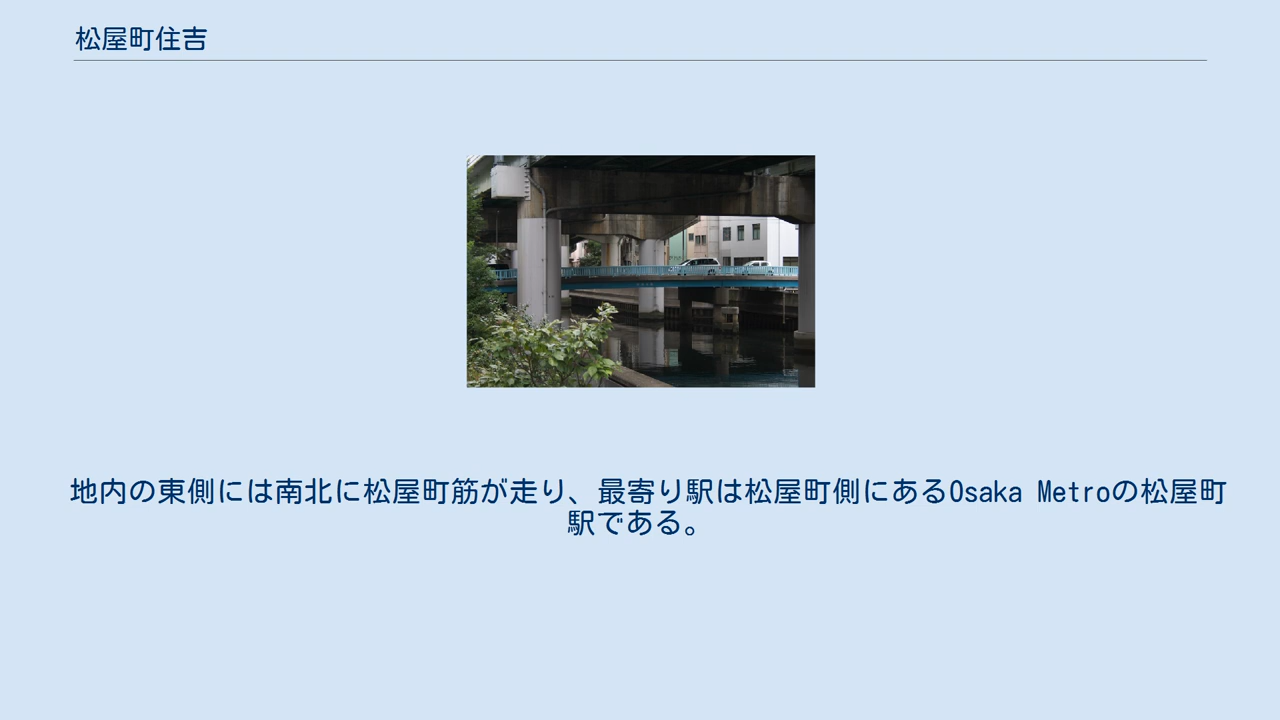 松屋町住吉
地内の東側には南北に松屋町筋が走り、最寄り駅は松屋町側にあるOsaka Metroの松屋町
駅である。